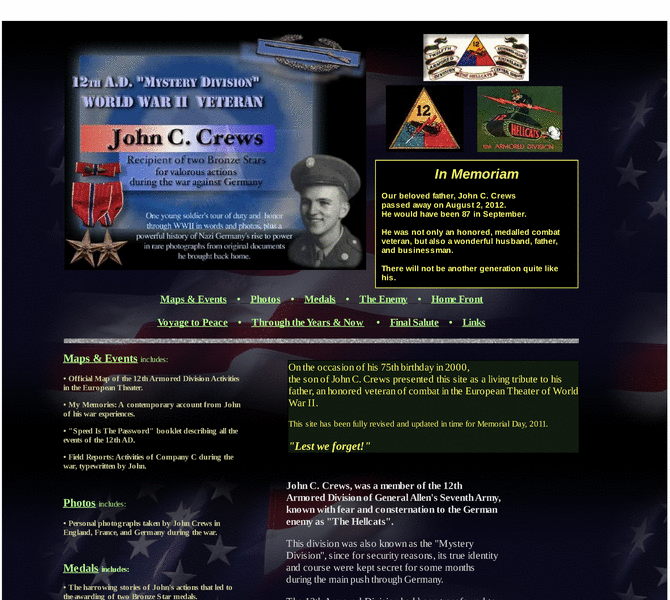 12TH A.D. "MYSTERY DIVISION"
WORLD WAR II VETERAN
John C. Crews
Recipient of two Bronze Stars
for valorous actions
during the war against Germany
One young soldier's tour of duty and honor
through WWII in words and photos, plus a
powerful history of Nazi Germany's rise to power
in rare photographs from original documents
he brought back home.
THE HELLCATS
12
HELLCATS
12th ARMORED DIVISION
In Memoriam
Our beloved father, John C. Crews
passed away on August 2, 2012.
He would have been 87 in September.
He was not only an honored, medalled combat
veteran, but also a wonderful husband, father,
and businessman.
There will not be another generation quite like
his.
Maps & Events • Photos • Medals • The Enemy • Home Front
Voyage to Peace • Through the Years & Now • Final Salute • Links
Maps & Events includes:
• Official Map of the 12th Armored Division Activities
in the European Theater.
• My Memories: A contemporary account from John
of his war experiences.
• "Speed Is The Password" booklet describing all the
events of the 12th AD.
• Field Reports: Activities of Company C during the
war, typewritten by John.
Photos includes:
• Personal photographs taken by John Crews in
England, France, and Germany during the war.
Medals includes:
• The harrowing stories of John's actions that led to
the awarding of two Bronze Star medals.
On the occasion of his 75th birthday in 2000,
the son of John C. Crews presented this site as a living tribute to his
father, an honored veteran of combat in the European Theater of World
War II.
This site has been fully revised and updated in time for Memorial Day, 2011.
"Lest we forget!"
John C. Crews, was a member of the 12th
Armored Division of General Allen's Seventh Army,
known with fear and consternation to the German
enemy as "The Hellcats".
This division was also known as the "Mystery
Division", since for security reasons, its true identity
and course were kept secret for some months
during the main push through Germany.